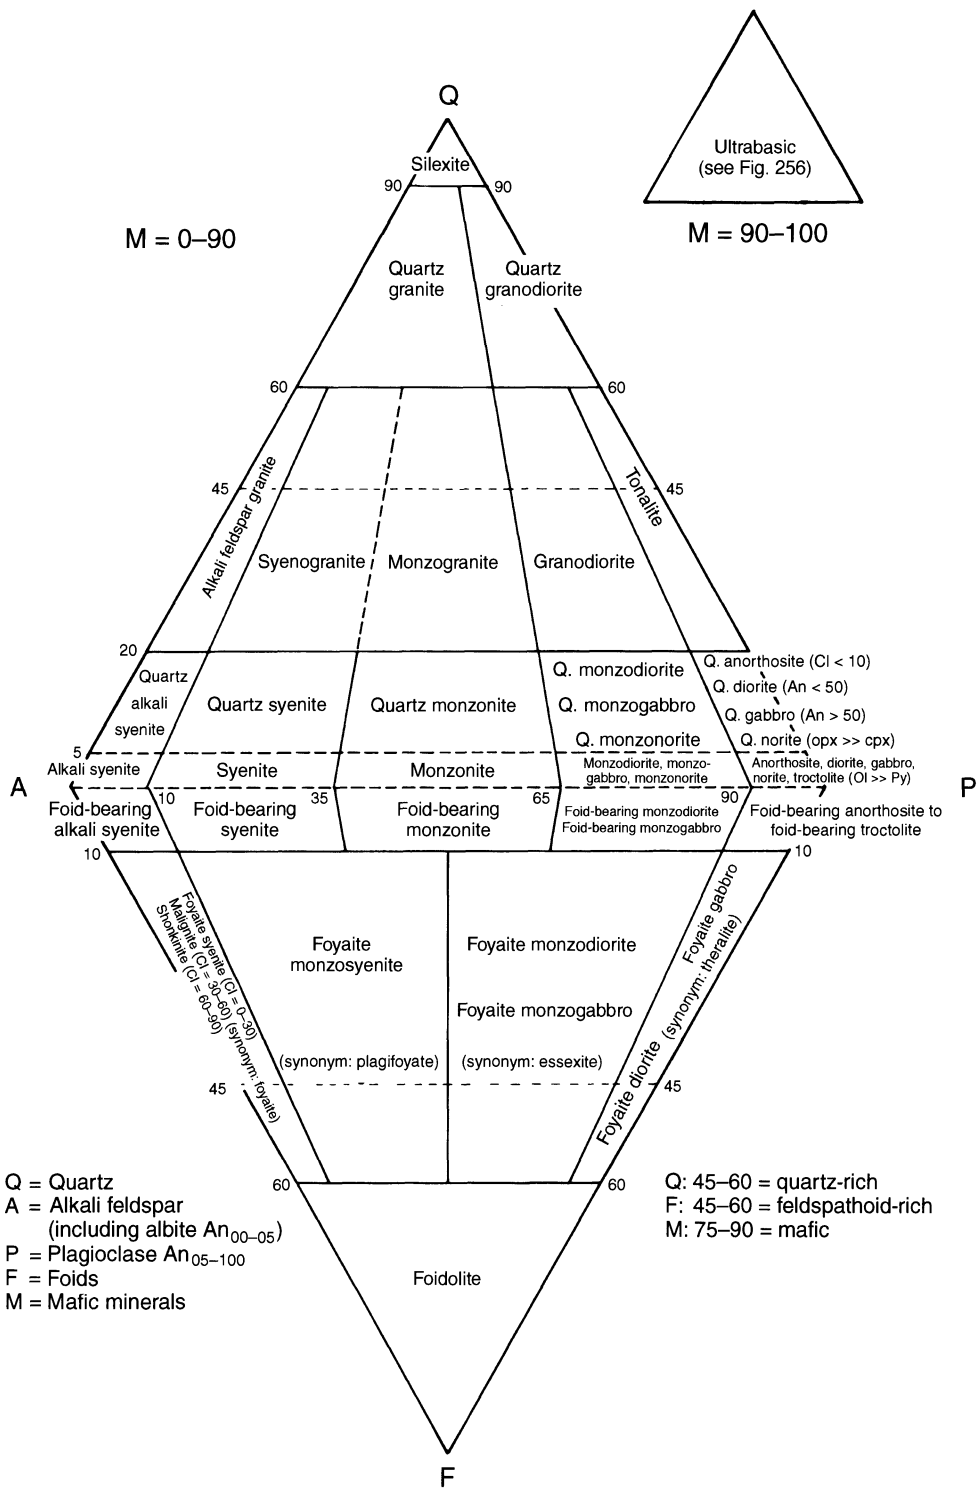 Q
Ultrabasic
(see Fig. 256)
M = 90–100
M = 0–90
Silexite
90
90
Quartz
granite
Quartz
granodiorite
60
60
45
45
Alkali feldspar granite
Tonalite
Syenogranite
Monzogranite
Granodiorite
20
Quartz
alkali
syenite
Quartz syenite
Quartz monzonite
Q. monzodiorite
Q. monzogabbro
Q. monzonorite
Q. anorthosite (Cl < 10)
Q. diorite (An < 50)
Q. gabbro (An > 50)
Q. norite (opx >> cpx)
5
Alkali syenite
Syenite
Monzonite
Monzodiorite, monzo-
gabbro, monzonorite
Anorthosite, diorite, gabbro,
norite, troctolite (Ol >> Py)
A
10
35
65
90
P
Foid-bearing
alkali syenite
Foid-bearing
syenite
Foid-bearing
monzonite
Foid-bearing monzodiorite
Foid-bearing monzogabbro
Foid-bearing anorthosite to
foid-bearing troctolite
10
10
Foyaite syenite (Cl = 0–30)
Malignite (Cl = 30–60) (synonym: foyaite)
Shonkinite (Cl = 60–90)
Foyaite
monzosyenite
(synonym: plagifoyate)
Foyaite monzodiorite
Foyaite monzogabbro
(synonym: essexite)
Foyaite gabbro
Foyaite diorite (synonym: theralite)
45
45
60
60
Q = Quartz
A = Alkali feldspar
(including albite An00–05)
P = Plagioclase An05–100
F = Foids
M = Mafic minerals
Q: 45–60 = quartz-rich
F: 45–60 = feldspathoid-rich
M: 75–90 = mafic
Foidolite
F